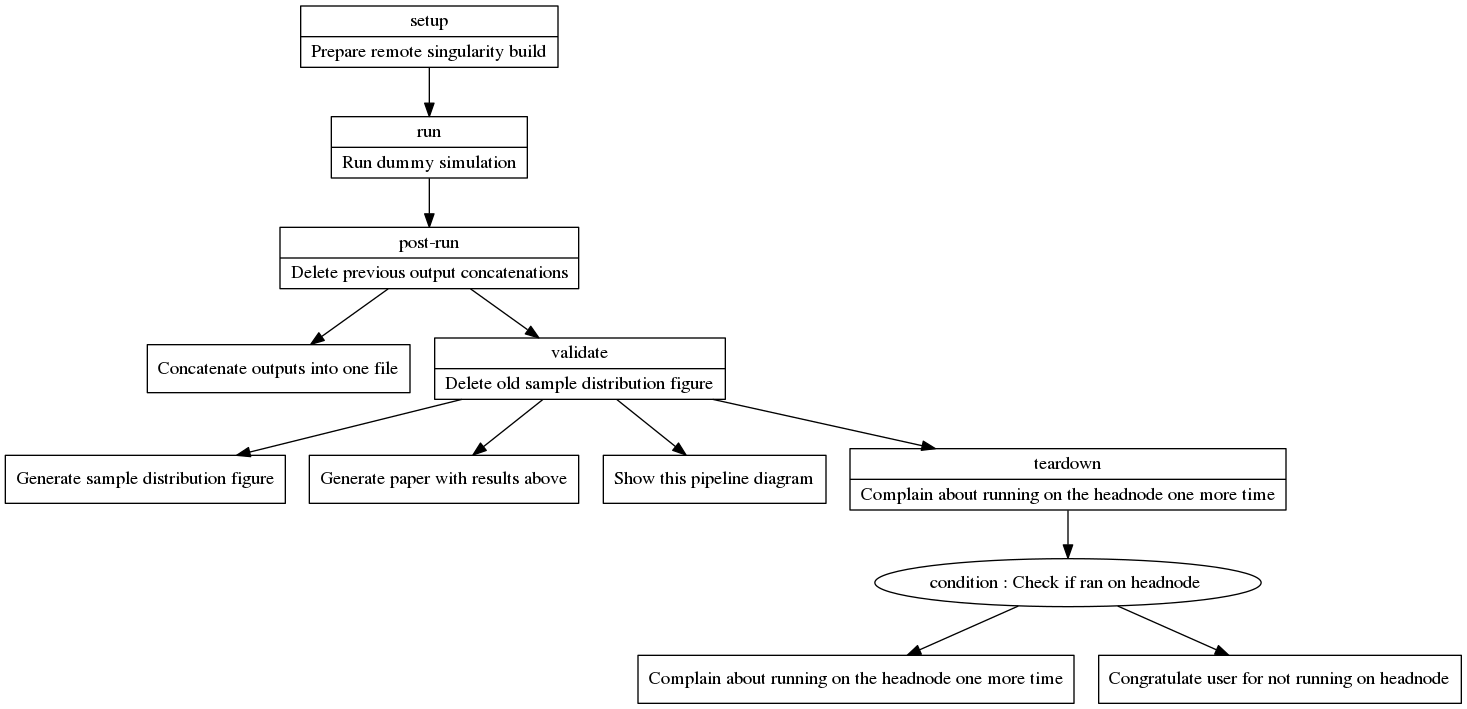 setup
Prepare remote singularity build
run
Run dummy simulation
post-run
Delete previous output concatenations
Concatenate outputs into one file
validate
Delete old sample distribution figure
Generate sample distribution figure
Generate paper with results above
Show this pipeline diagram
teardown
Complain about running on the headnode one more time
condition : Check if ran on headnode
Complain about running on the headnode one more time
Congratulate user for not running on headnode